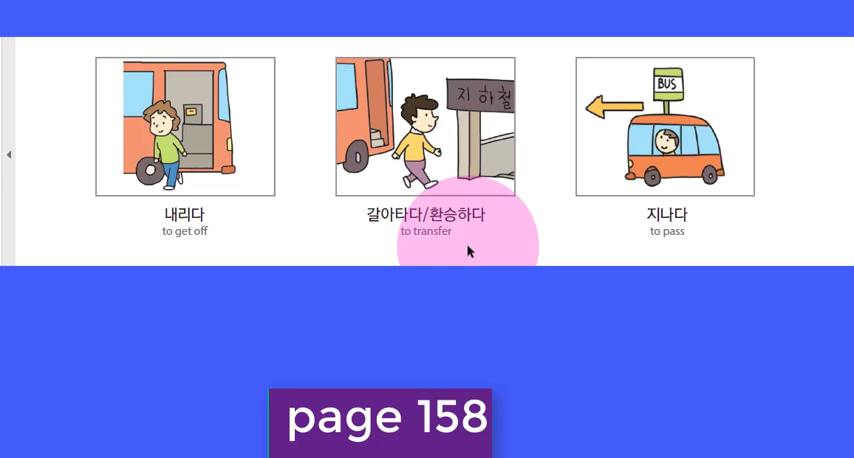 지하철
BUS
내리다
to get off
갈아타다/환승하다
to transfer
지나다
to pass
page 158